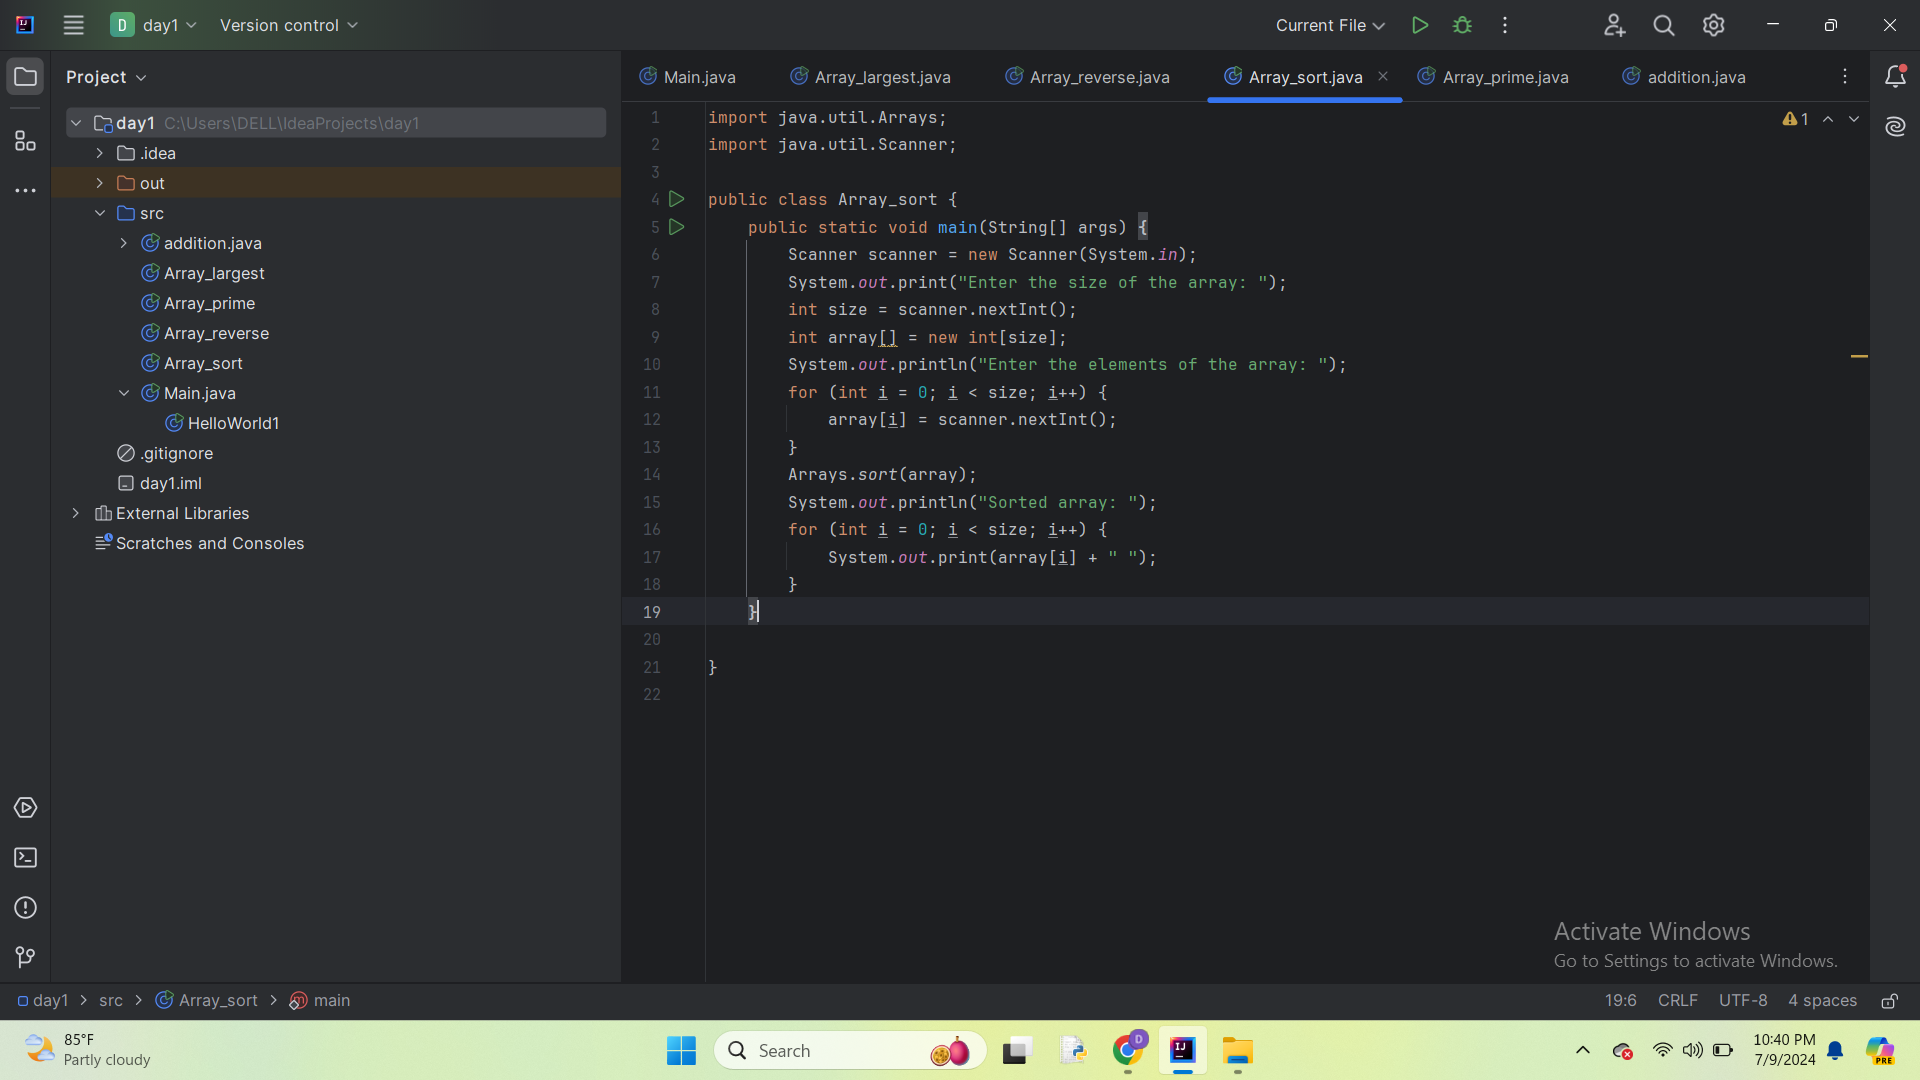 D day1 Version control Current File
Project
Main.java Array_largest.java Array_reverse.java Array_sort.java Array_prime.java addition.java
day1 C:\Users\DELL\IdeaProjects\day1
.idea
out
src
addition.java
Array_largest
Array_prime
Array_reverse
Array_sort
Main.java
HelloWorld1
.gitignore
day1.iml
External Libraries
Scratches and Consoles
1 import java.util.Arrays;
2 import java.util.Scanner;
3
4 public class Array_sort {
5 public static void main(String[] args) {
6 Scanner scanner = new Scanner(System.in);
7 System.out.print("Enter the size of the array: ");
8 int size = scanner.nextInt();
9 int array[] = new int[size];
10 System.out.println("Enter the elements of the array: ");
11 for (int i = 0; i < size; i++) {
12 array[i] = scanner.nextInt();
13 }
14 Arrays.sort(array);
15 System.out.println("Sorted array: ");
16 for (int i = 0; i < size; i++) {
17 System.out.print(array[i] + " ");
18 }
19 }
20
21 }
22
1
Activate Windows
Go to Settings to activate Windows.
day1 > src > Array_sort > main 19:6 CRLF UTF-8 4 spaces
85°F
Partly cloudy
Search
D
IJ
10:40 PM
7/9/2024
PRE